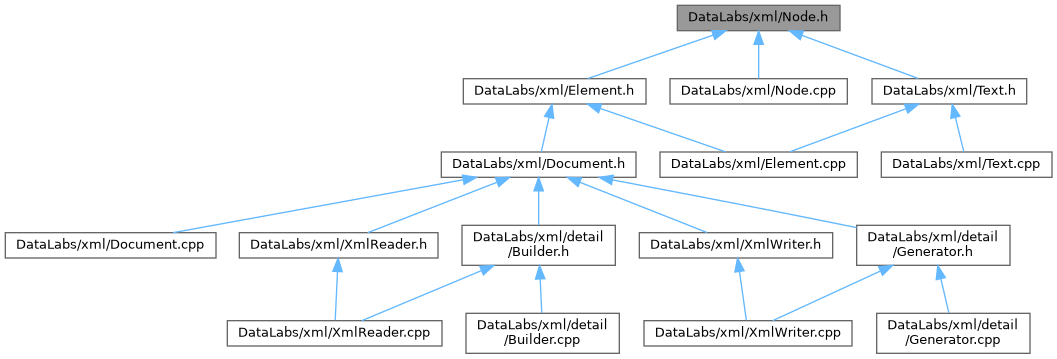 DataLabs/xml/Node.h
DataLabs/xml/Element.h
DataLabs/xml/Node.cpp
DataLabs/xml/Text.h
DataLabs/xml/Document.h
DataLabs/xml/Element.cpp
DataLabs/xml/Text.cpp
DataLabs/xml/Document.cpp
DataLabs/xml/XmlReader.h
DataLabs/xml/detail
/Builder.h
DataLabs/xml/XmlWriter.h
DataLabs/xml/detail
/Generator.h
DataLabs/xml/XmlReader.cpp
DataLabs/xml/detail
/Builder.cpp
DataLabs/xml/XmlWriter.cpp
DataLabs/xml/detail
/Generator.cpp